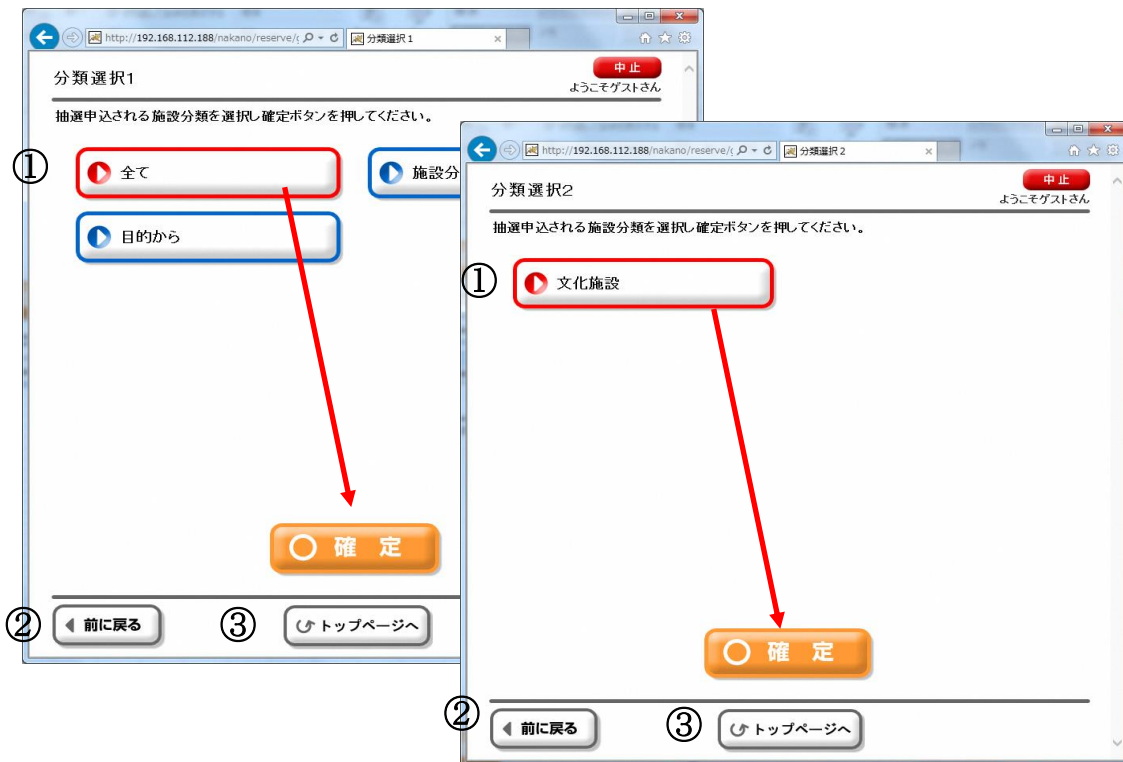 http://192.168.112.188/nakano/reserve/
分類選択1
分類選択1
中止
ようこそゲストさん
抽選申込される施設分類を選択し確定ボタンを押してください。
①
全て
施設分
目的から
確 定
②
前に戻る
③
トップページへ
http://192.168.112.188/nakano/reserve/
分類選択2
分類選択2
中止
ようこそゲストさん
抽選申込される施設分類を選択し確定ボタンを押してください。
①
文化施設
確 定
②
前に戻る
③
トップページへ